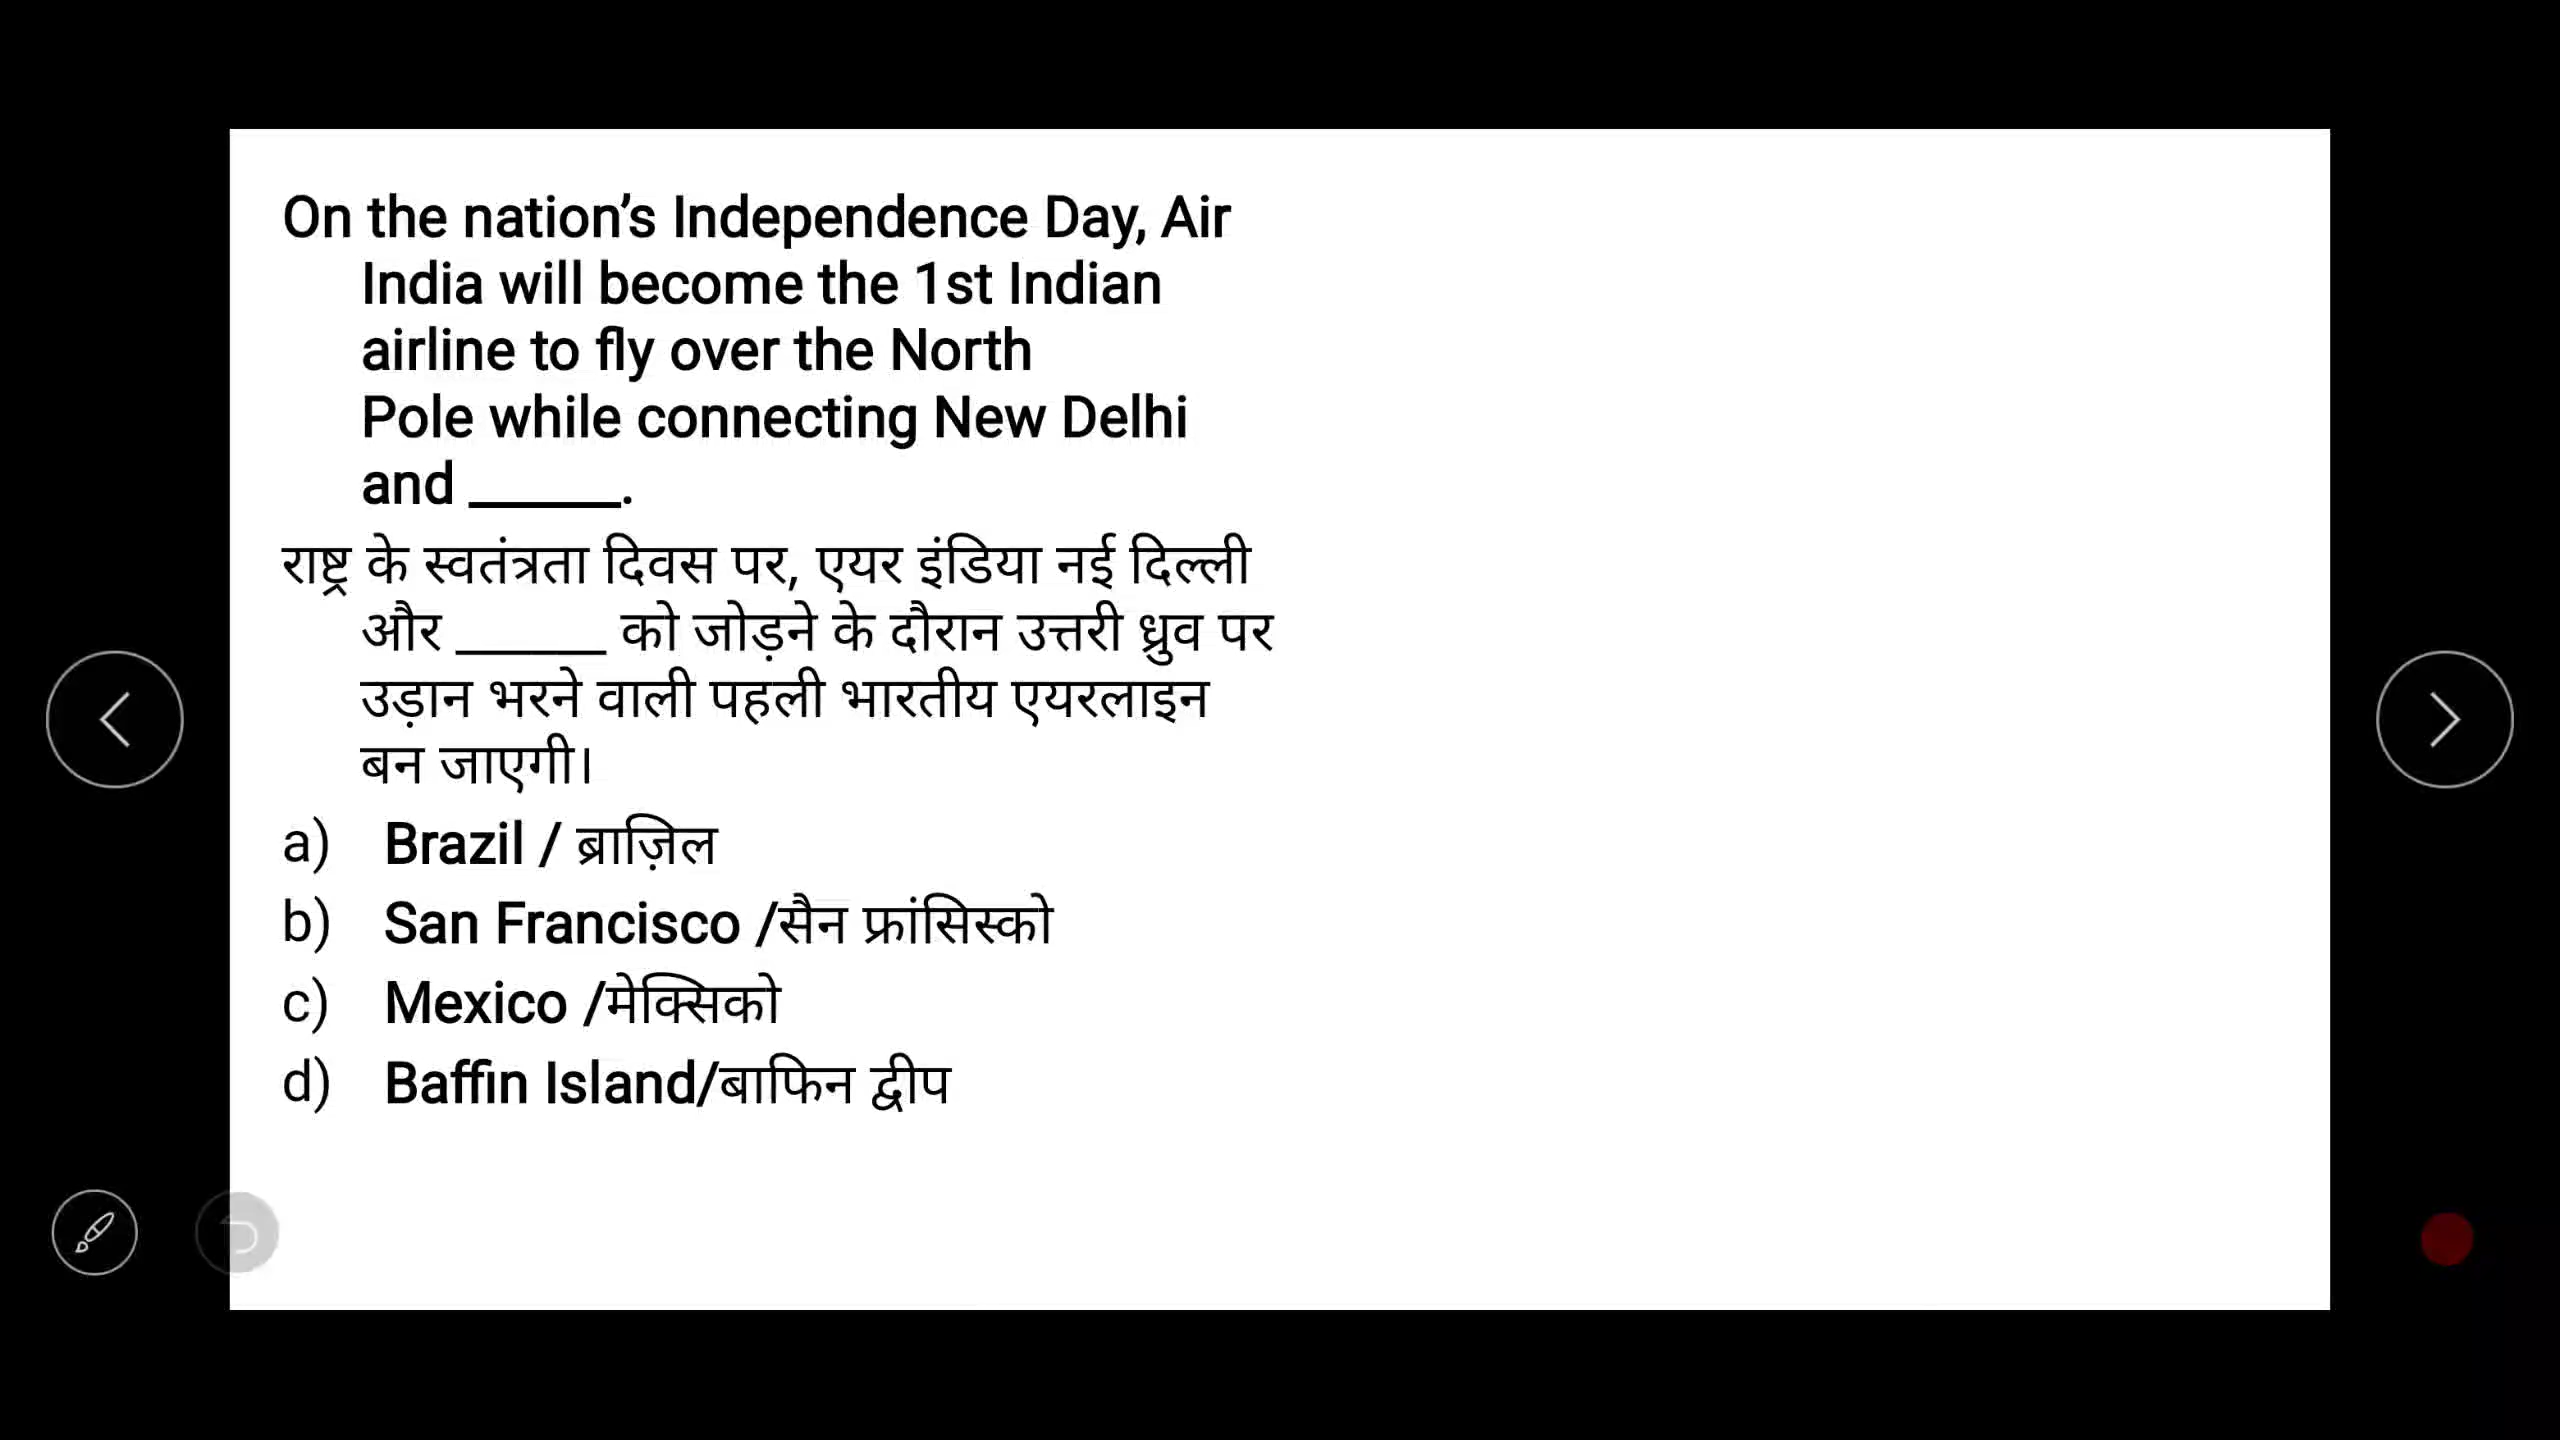 On the nation’s Independence Day, Air
India will become the 1st Indian
airline to fly over the North
Pole while connecting New Delhi
and ______.
राष्ट्र के स्वतंत्रता दिवस पर, एयर इंडिया नई दिल्ली
और ______ को जोड़ने के दौरान उत्तरी ध्रुव पर
उड़ान भरने वाली पहली भारतीय एयरलाइन
बन जाएगी।
a) Brazil / ब्राज़िल
b) San Francisco /सैन फ्रांसिस्को
c) Mexico /मेक्सिको
d) Baffin Island/बाफिन द्वीप